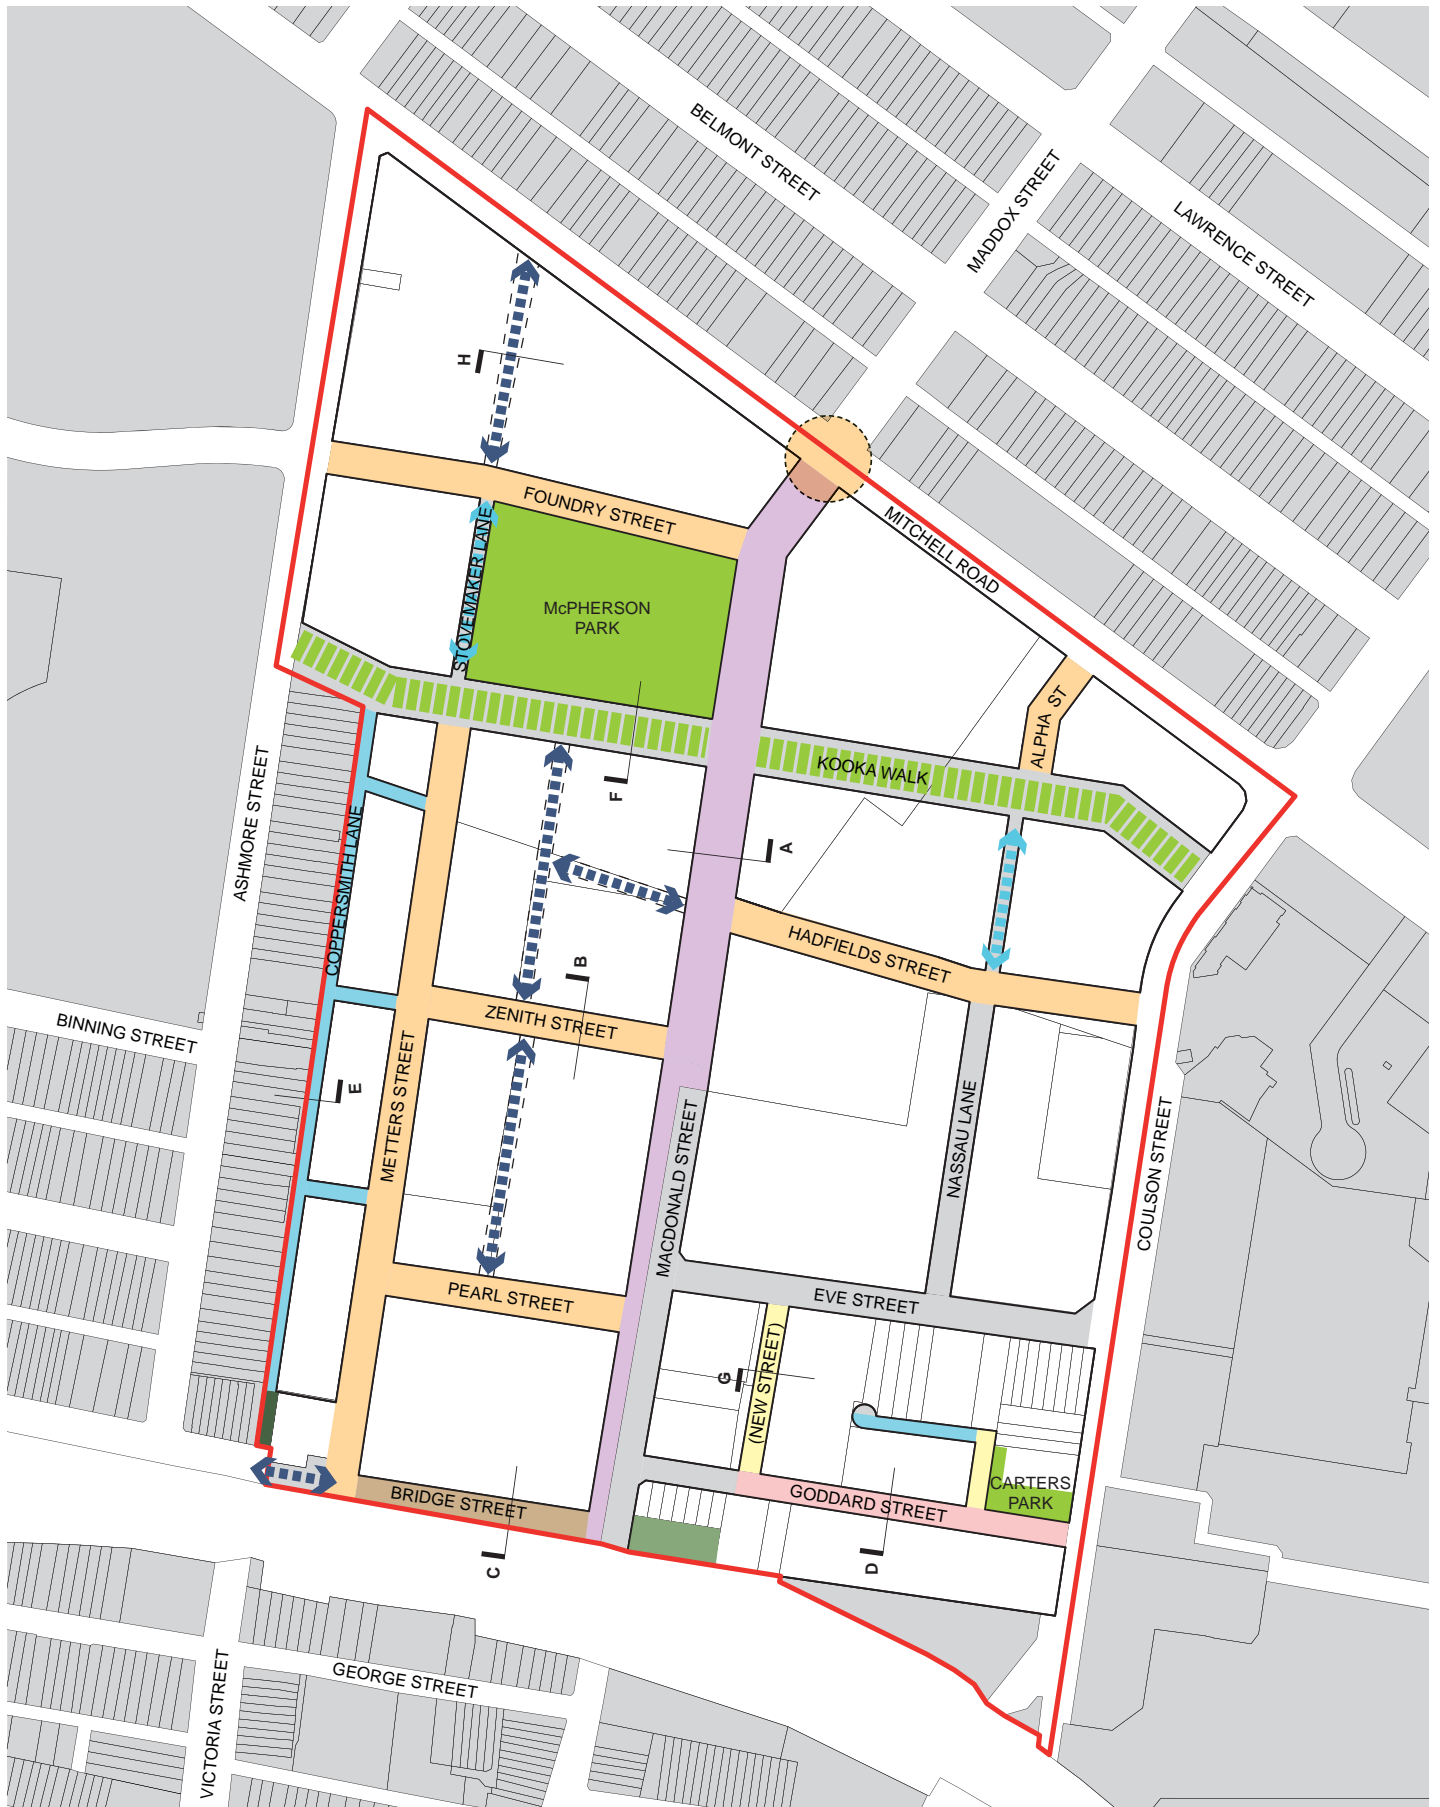 BELMONT STREET
MADDOX STREET
LAWRENCE STREET
H
FOUNDRY STREET
MITCHELL ROAD
STOVEMAKER LANE
McPHERSON
PARK
ALPHA ST
KOOKA WALK
F
A
ASHMORE STREET
COPPERSMITH LANE
HADFIELDS STREET
B
ZENITH STREET
BINNING STREET
E
METTERS STREET
NASSAU LANE
MACDONALD STREET
COULSON STREET
PEARL STREET
EVE STREET
G
(NEW STREET)
CARTERS
PARK
GODDARD STREET
BRIDGE STREET
C
D
GEORGE STREET
VICTORIA STREET